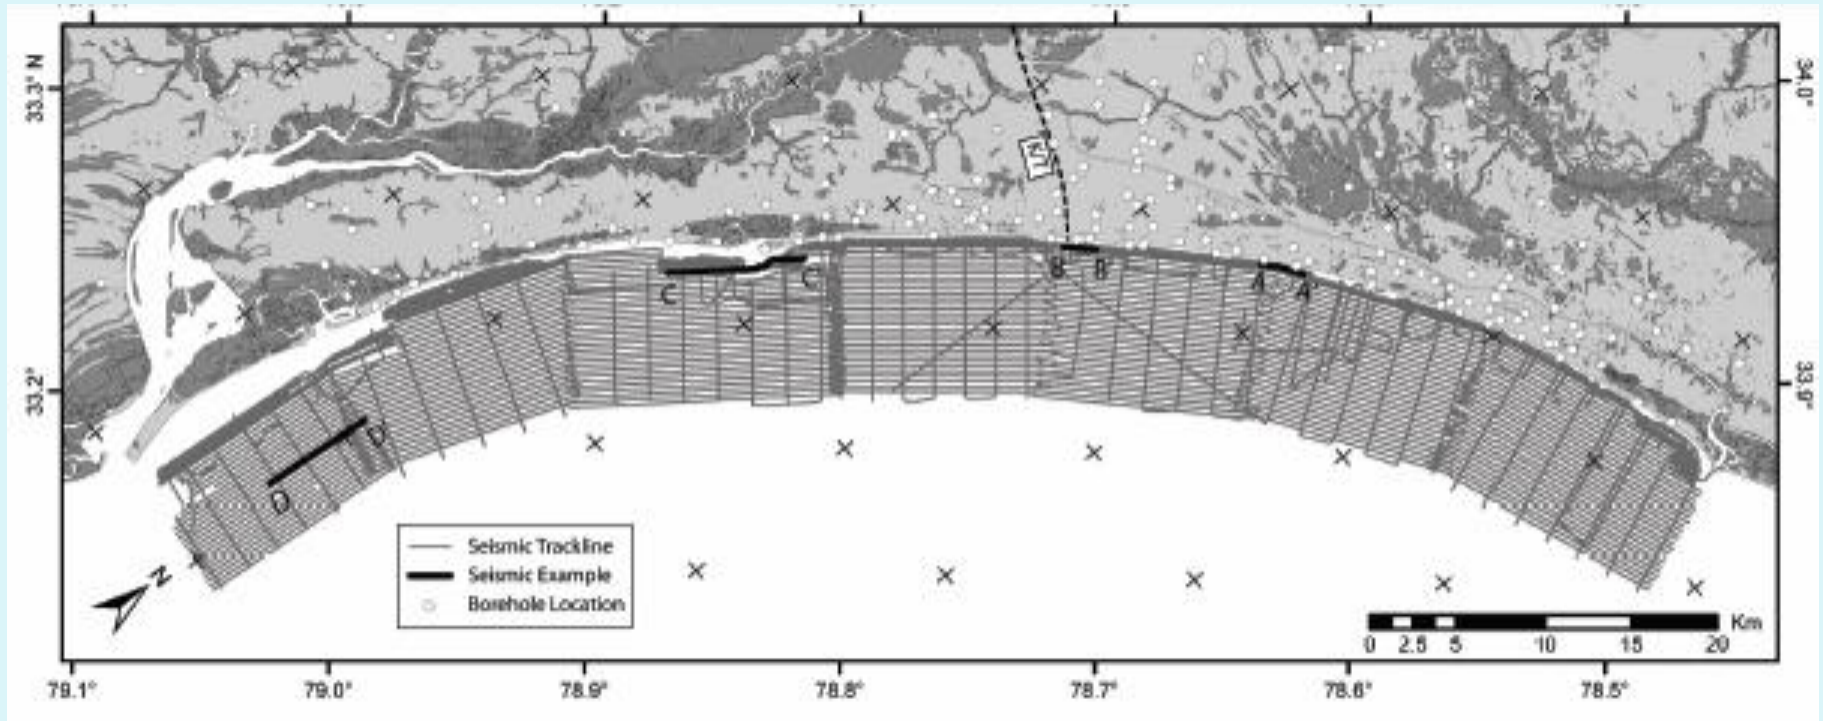 33.3° N
34.0°
K/T
B B
A A
C C
33.2°
33.9°
D
D
N
Seismic Trackline
Seismic Example
Borehole Location
Km
0 2.5 5 10 15 20
79.1° 79.0° 78.9° 78.8° 78.7° 78.6° 78.5°